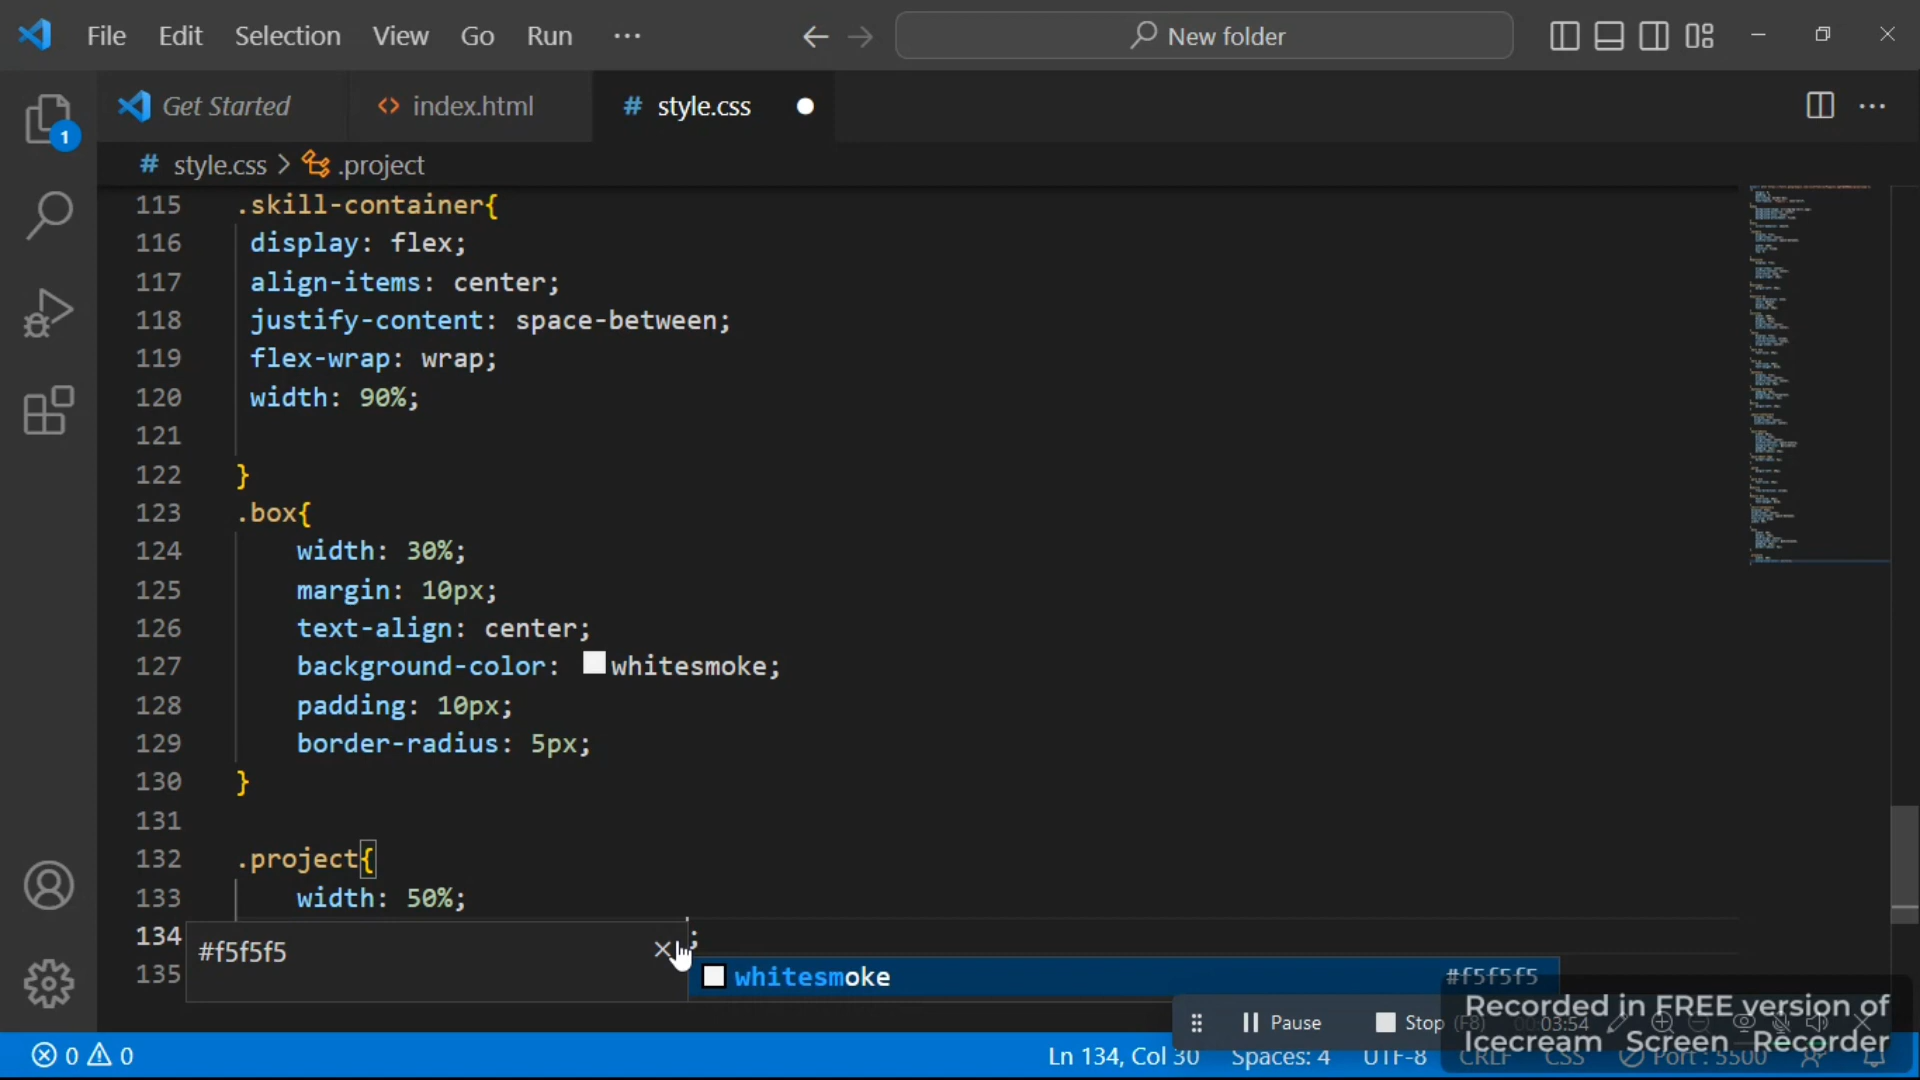 File Edit Selection View Go Run ··· New folder
Get Started index.html # style.css
# style.css > .project
115 .skill-container{
116 display: flex;
117 align-items: center;
118 justify-content: space-between;
119 flex-wrap: wrap;
120 width: 90%;
121
122 }
123 .box{
124 width: 30%;
125 margin: 10px;
126 text-align: center;
127 background-color: whitesmoke;
128 padding: 10px;
129 border-radius: 5px;
130 }
131
132 .project{
133 width: 50%;
134 ;
#f5f5f5
135
whitesmoke #f5f5f5
Pause Stop (F8) 03:54
Recorded in FREE version of
Icecream Screen Recorder
0 0 Ln 134, Col 30 Spaces: 4 UTF-8 CRLF CSS Port : 5500
1